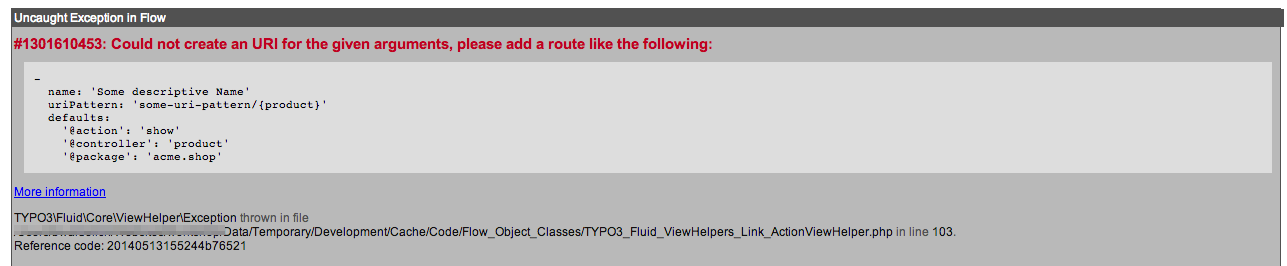 Uncaught Exception in Flow
#1301610453: Could not create an URI for the given arguments, please add a route like the following:
-
name: 'Some descriptive Name'
uriPattern: 'some-uri-pattern/{product}'
defaults:
'@action': 'show'
'@controller': 'product'
'@package': 'acme.shop'
More information
TYPO3\Fluid\Core\ViewHelper\Exception thrown in file
Data/Temporary/Development/Cache/Code/Flow_Object_Classes/TYPO3_Fluid_ViewHelpers_Link_ActionViewHelper.php in line 103.
Reference code: 20140513155244b76521